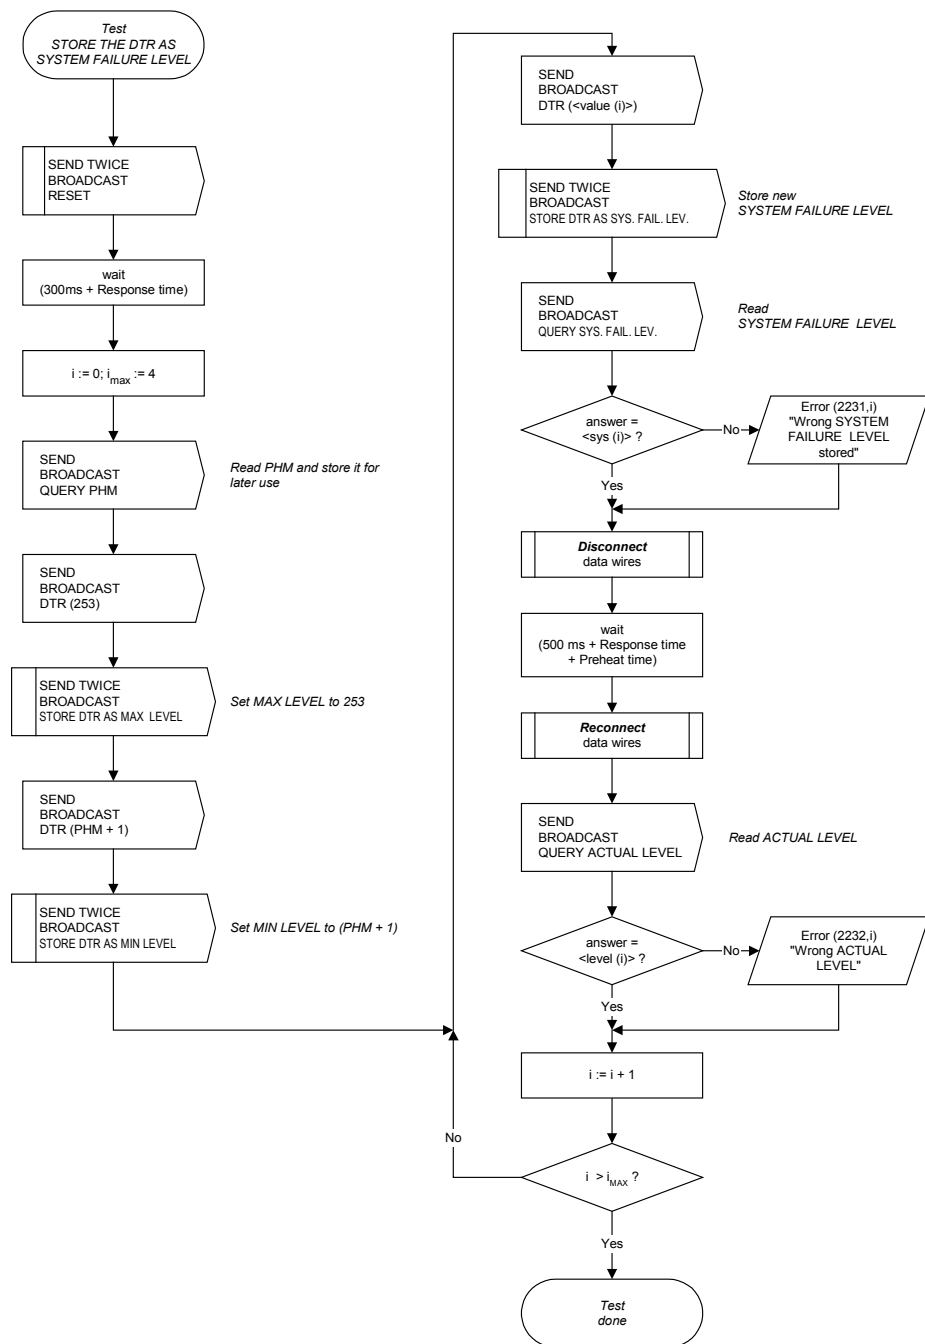 Test
STORE THE DTR AS
SYSTEM FAILURE LEVEL
SEND TWICE
BROADCAST
RESET
wait
(300ms + Response time)
i := 0; imax := 4
SEND
BROADCAST
QUERY PHM
Read PHM and store it for
later use
SEND
BROADCAST
DTR (253)
SEND TWICE
BROADCAST
STORE DTR AS MAX LEVEL
Set MAX LEVEL to 253
SEND
BROADCAST
DTR (PHM + 1)
SEND TWICE
BROADCAST
STORE DTR AS MIN LEVEL
Set MIN LEVEL to (PHM + 1)
SEND
BROADCAST
DTR (<value (i)>)
SEND TWICE
BROADCAST
STORE DTR AS SYS. FAIL. LEV.
Store new
SYSTEM FAILURE LEVEL
SEND
BROADCAST
QUERY SYS. FAIL. LEV.
Read
SYSTEM FAILURE LEVEL
answer =
<sys (i)> ?
No
Error (2231,i)
"Wrong SYSTEM
FAILURE LEVEL
stored"
Yes
Disconnect
data wires
wait
(500 ms + Response time
+ Preheat time)
Reconnect
data wires
SEND
BROADCAST
QUERY ACTUAL LEVEL
Read ACTUAL LEVEL
answer =
<level (i)> ?
No
Error (2232,i)
"Wrong ACTUAL
LEVEL"
Yes
i := i + 1
No
i > iMAX ?
Yes
Test
done